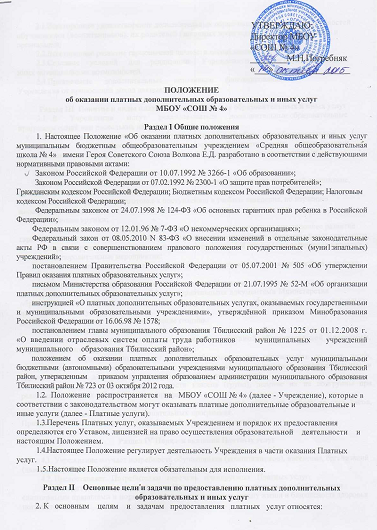 УТВЕРЖДАЮ:
Директор МБОУ
«СОШ № 4»
М.П.Погребняк
ПОЛОЖЕНИЕ
об оказании платных дополнительных образовательных и иных услуг
МБОУ «СОШ № 4»
Раздел I Общие положения
1. Настоящее Положение «Об оказании платных дополнительных образовательных и иных услуг
муниципальным бюджетным общеобразовательным учреждением «Средняя общеобразовательная
школа № 4» имени Героя Советского Союза Волкова Е.Д. разработано в соответствии с действующими
нормативными правовыми актами:
Законом Российской Федерации от 10.07.1992 № 3266-1 «Об образовании»;
Законом Российской Федерации от 07.02.1992 № 2300-1 «О защите прав потребителей»;
Гражданским кодексом Российской Федерации; Бюджетным кодексом Российской Федерации; Налоговым
кодексом Российской Федерации;
Федеральным законом от 24.07.1998 № 124-ФЗ «Об основных гарантиях прав ребенка в Российской
Федерации»;
Федеральным законом от 12.01.96 № 7-ФЗ «О некоммерческих организациях»;
Федеральный закон от 08.05.2010 N 83-ФЗ «О внесении изменений в отдельные законодательные
акты РФ в связи с совершенствованием правового положения государственных (муни1зипальных)
учреждений»;
постановлением Правительства Российской Федерации от 05.07.2001 № 505 «Об утверждении
Правил оказания платных образовательных услуг»;
письмом Министерства образования Российской Федерации от 21.07.1995 № 52-М «Об организации
платных дополнительных образовательных услуг»;
инструкцией «О платных дополнительных образовательных услугах, оказываемых государственными
и муниципальными образовательными учреждениями», утверждённой приказом Минобразования
Российской Федерации от 16.06.98 № 1578;
постановлением главы муниципального образования Тбилисский район № 1225 от 01.12.2008 г.
«О введении отраслевых систем оплаты труда работников муниципальных учреждений
муниципального образования Тбилисский район»;
положением об оказании платных дополнительных образовательных услуг муниципальными
бюджетными (автономными) образовательными учреждениями муниципального образования Тбилисский
район, утвержденным приказом управления образованием администрации муниципального образования
Тбилисский район № 723 от 03 октября 2012 года.
1.2. Положение распространяется на МБОУ «СОШ № 4» (далее - Учреждение), которые в
соответствии с законодательством могут оказывать платные дополнительные образовательные и
иные услуги (далее - Платные услуги).
1.3.Перечень Платных услуг, оказываемых Учреждением и порядок их предоставления
определяются его Уставом, лицензией на право осуществления образовательной деятельности и
настоящим Положением.
1.4.Настоящее Положение регулирует деятельность Учреждения в части оказания Платных
услуг.
1.5.Настоящее Положение является обязательным для исполнения.
Раздел II Основные цели и задачи по предоставлению платных дополнительных
образовательных и иных услуг
2. К основным целям и задачам предоставления платных услуг относятся: